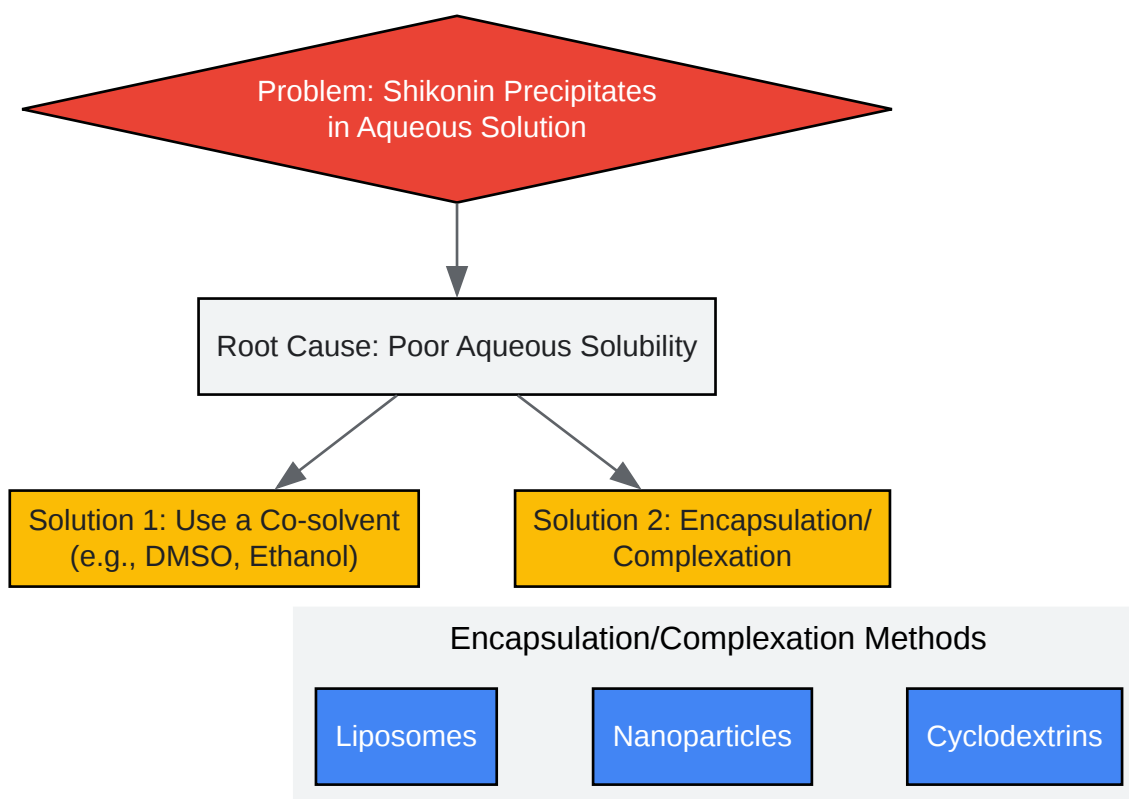 Problem: Shikonin Precipitates
in Aqueous Solution
Root Cause: Poor Aqueous Solubility
Solution 1: Use a Co-solvent
(e.g., DMSO, Ethanol)
Solution 2: Encapsulation/
Complexation
Encapsulation/Complexation Methods
Liposomes
Nanoparticles
Cyclodextrins